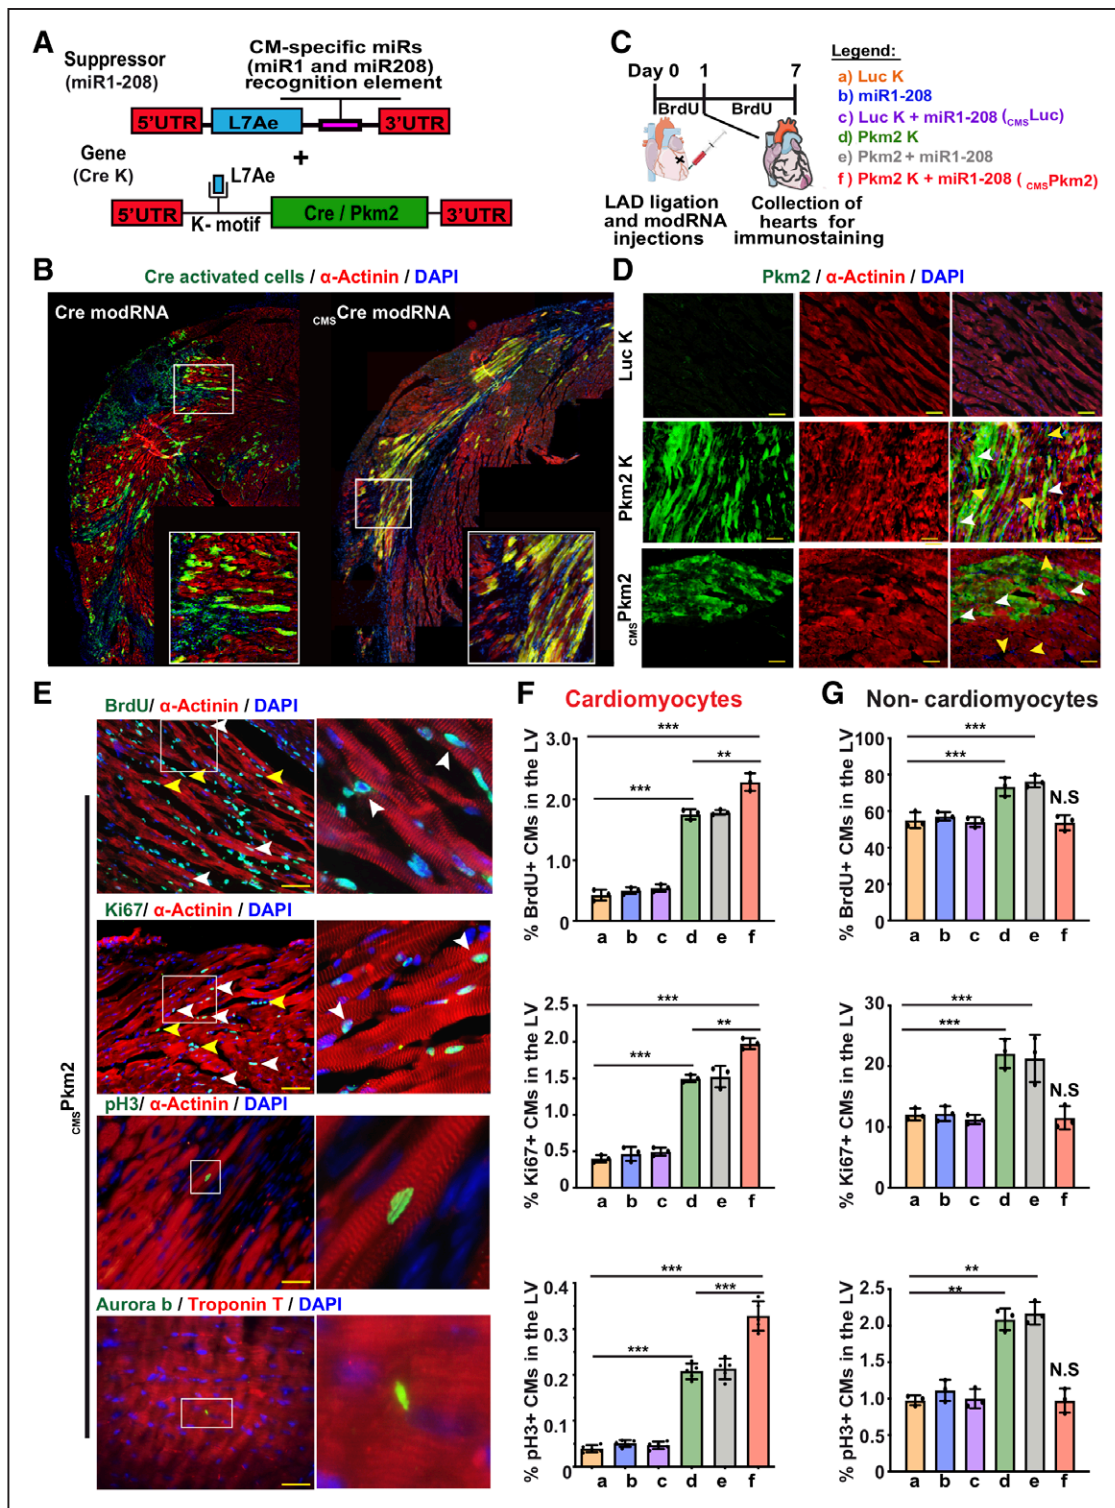 A
Suppressor
(miR1-208)
CM-specific miRs
(miR1 and miR208)
recognition element
5'UTR
L7Ae
3'UTR
+
Gene
(Cre K)
L7Ae
5'UTR
K- motif
Cre / Pkm2
3'UTR
C
Day 0 1 7
BrdU BrdU
LAD ligation
and modRNA
injections
Collection of
hearts for
immunostaining
Legend:
a) Luc K
b) miR1-208
c) Luc K + miR1-208 (CMSLuc)
d) Pkm2 K
e) Pkm2 + miR1-208
f ) Pkm2 K + miR1-208 ( CMSPkm2)
B
Cre activated cells / α-Actinin / DAPI
Cre modRNA
CMSCre modRNA
D
Pkm2 / α-Actinin / DAPI
Luc K
Pkm2 K
CMSPkm2
E
BrdU/ α-Actinin / DAPI
Ki67/ α-Actinin / DAPI
pH3/ α-Actinin / DAPI
Aurora b / Troponin T / DAPI
CMSPkm2
F
Cardiomyocytes
% BrdU+ CMs in the LV
3.0
2.0
1.0
0
***
**
***
a b c d e f
% Ki67+ CMs in the LV
2.5
2.0
1.5
1.0
0.5
0
***
**
***
a b c d e f
% pH3+ CMs in the LV
0.4
0.3
0.2
0.1
0
***
***
***
a b c d e f
G
Non- cardiomyocytes
% BrdU+ CMs in the LV
100
80
60
40
20
0
***
***
N.S
a b c d e f
% Ki67+ CMs in the LV
30
20
10
0
***
***
N.S
a b c d e f
% pH3+ CMs in the LV
2.5
2.0
1.5
1.0
0.5
0
**
**
N.S
a b c d e f